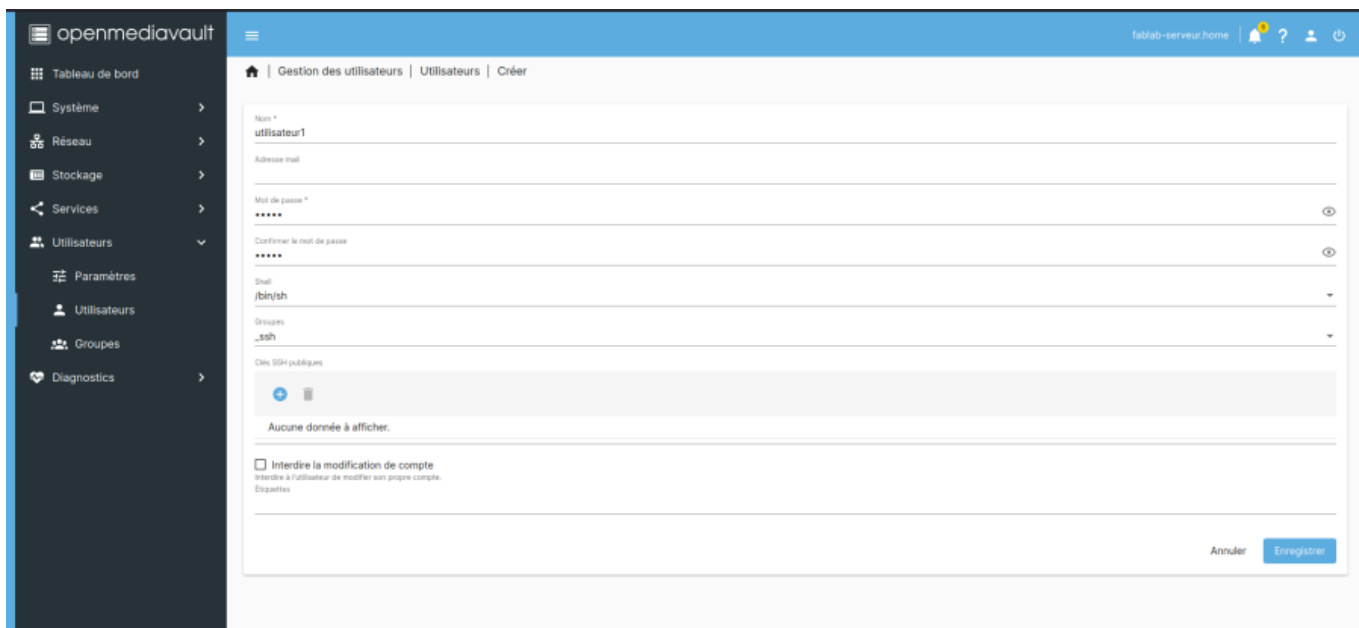 openmediavault
fablab-serveur.home
?
Tableau de bord
Système
Réseau
Stockage
Services
Utilisateurs
Paramètres
Utilisateurs
Groupes
Diagnostics
Gestion des utilisateurs | Utilisateurs | Créer
Nom *
utilisateur1
Adresse mail
Mot de passe *
•••••
Confirmer le mot de passe
•••••
Shell
/bin/sh
Groupes
_ssh
Clés SSH publiques
Aucune donnée à afficher.
Interdire la modification de compte
Interdire à l'utilisateur de modifier son propre compte.
Étiquettes
Annuler
Enregistrer